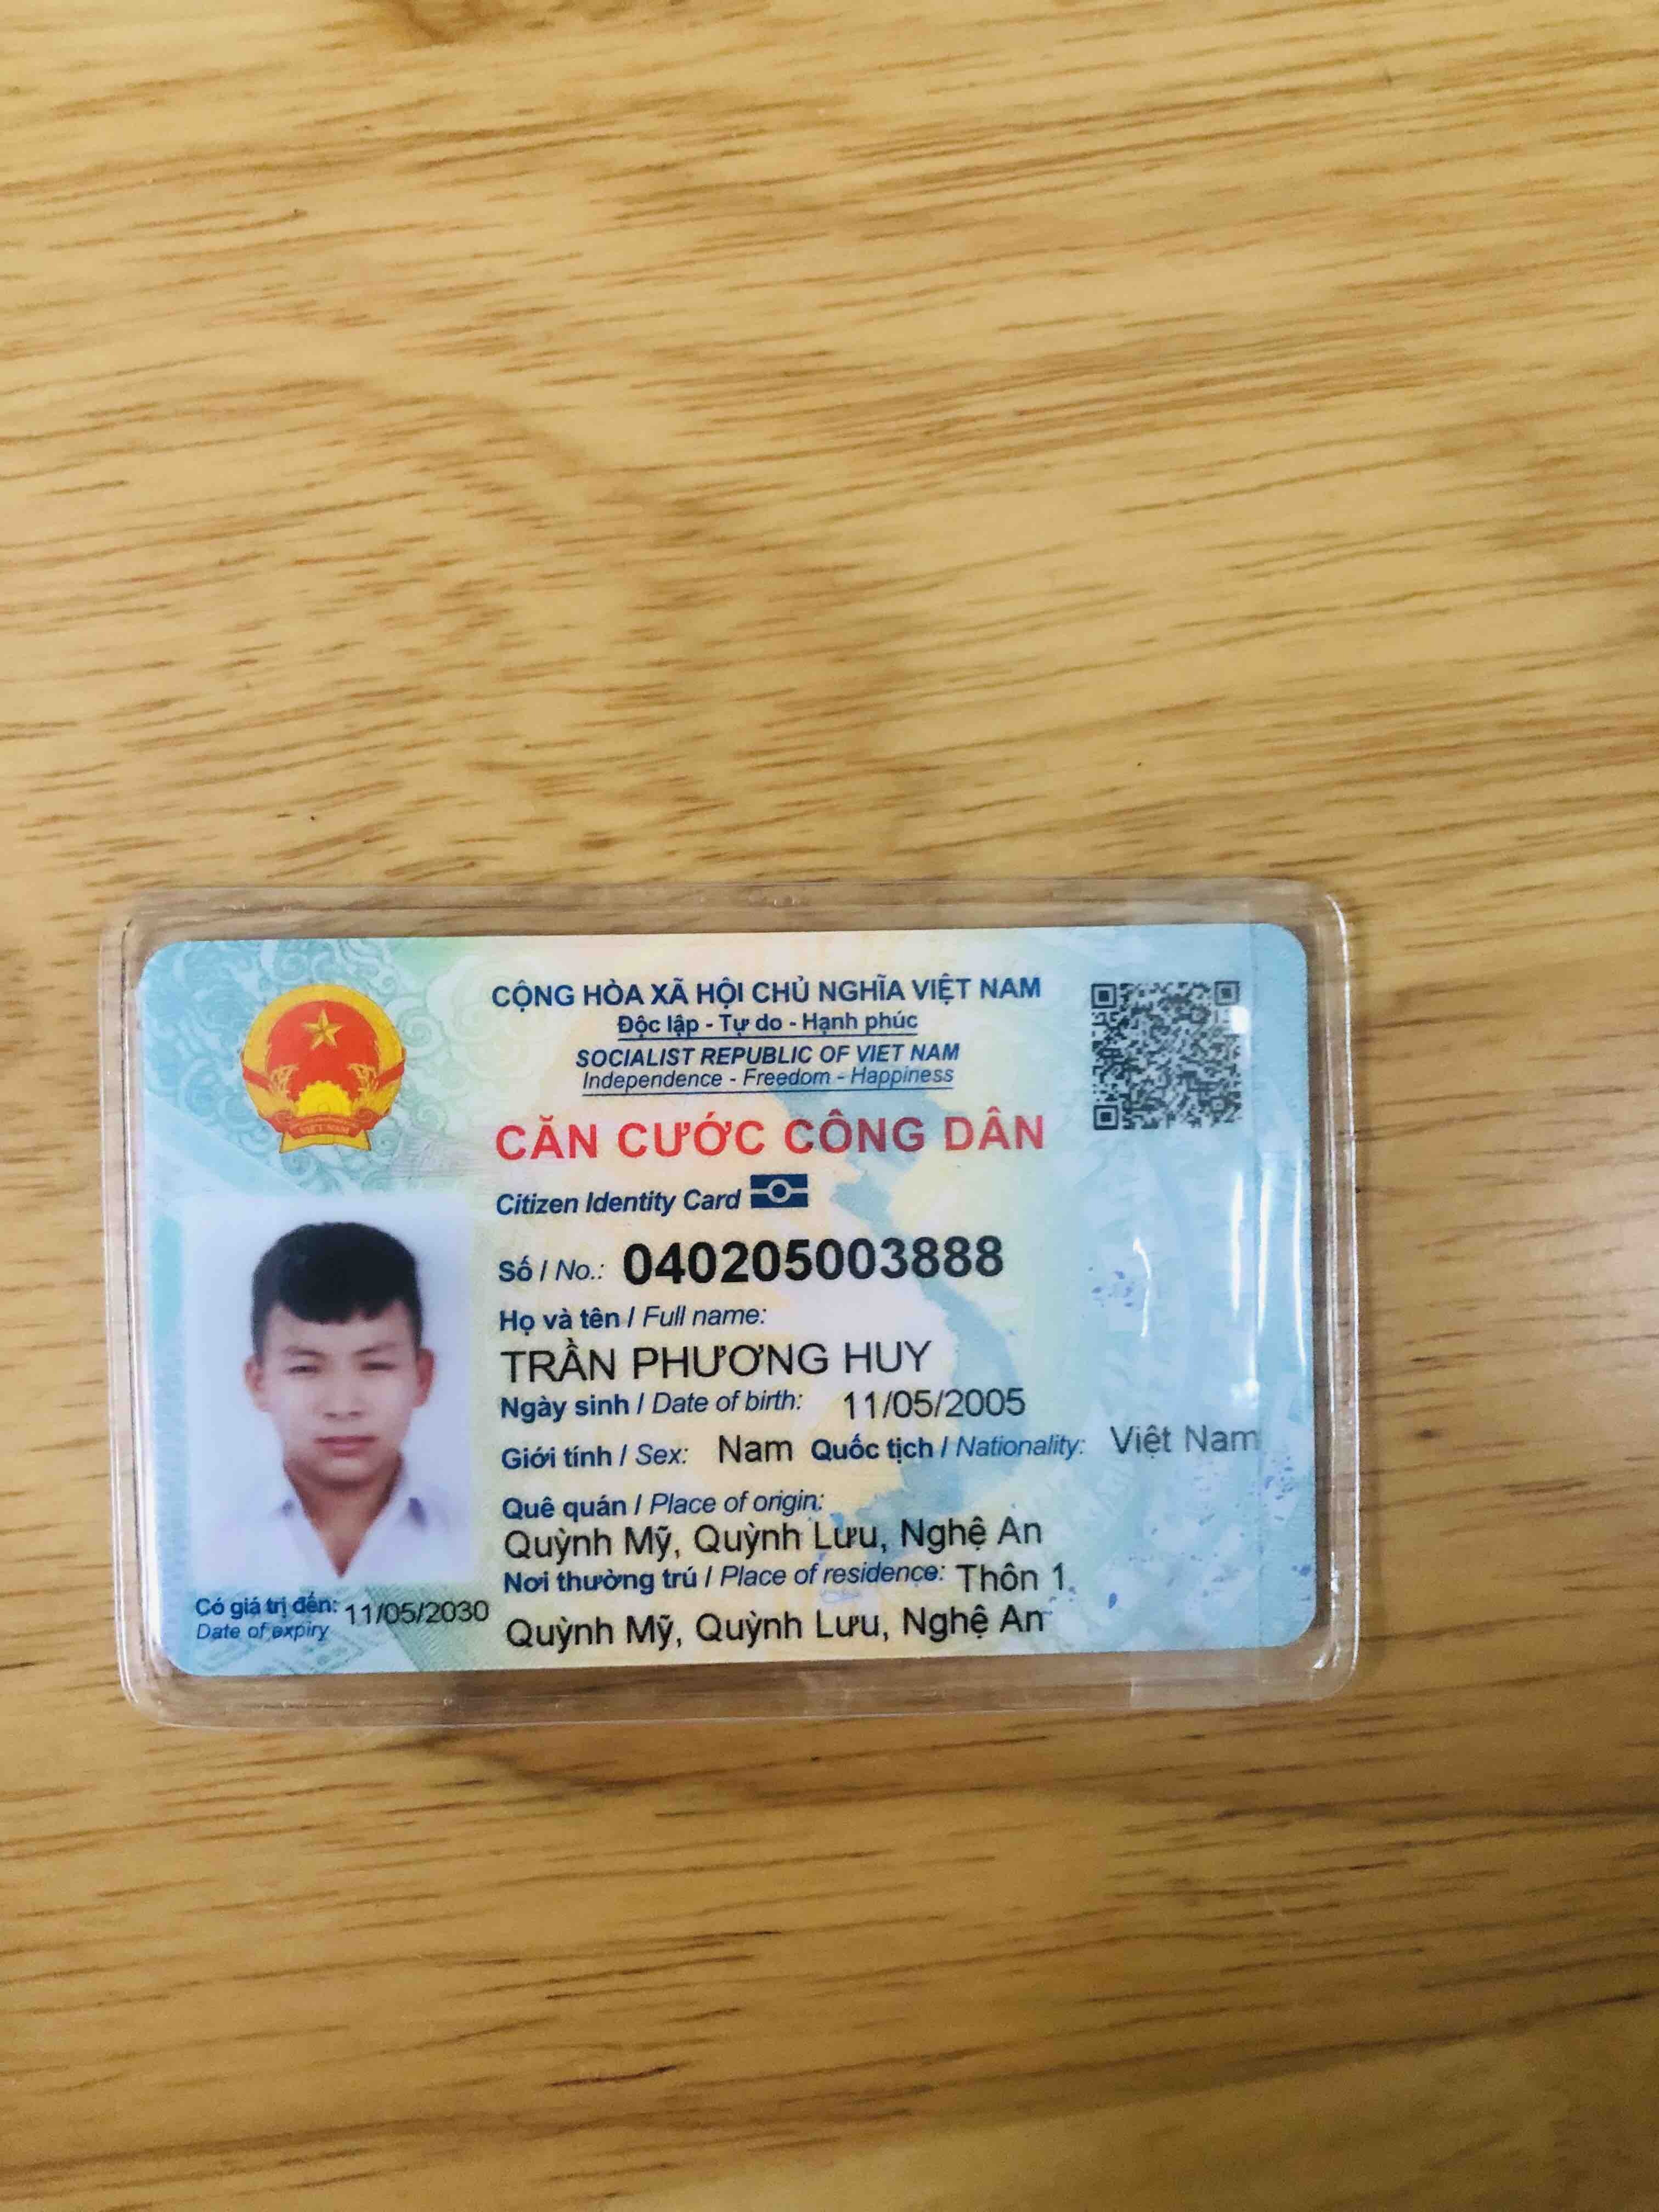 CỘNG HÒA XÃ HỘI CHỦ NGHĨA VIỆT NAM
Độc lập - Tự do - Hạnh phúc
SOCIALIST REPUBLIC OF VIET NAM
Independence - Freedom - Happiness
CĂN CƯỚC CÔNG DÂN
Citizen Identity Card
Số / No.: 040205003888
Họ và tên / Full name:
TRẦN PHƯƠNG HUY
Ngày sinh / Date of birth: 11/05/2005
Giới tính / Sex: Nam Quốc tịch / Nationality: Việt Nam
Quê quán / Place of origin:
Quỳnh Mỹ, Quỳnh Lưu, Nghệ An
Nơi thường trú / Place of residence: Thôn 1,
Quỳnh Mỹ, Quỳnh Lưu, Nghệ An
Có giá trị đến: 11/05/2030
Date of expiry
VIỆT NAM